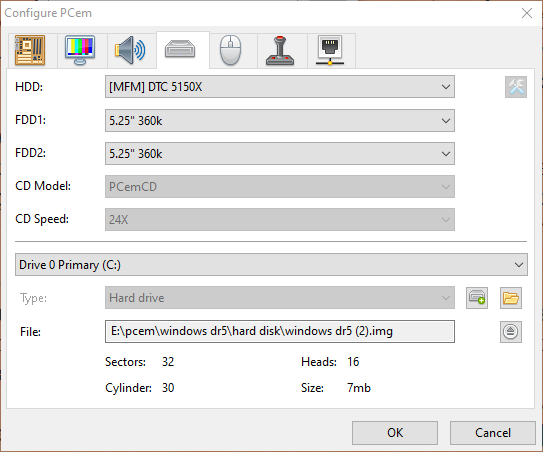 Configure PCem
HDD: [MFM] DTC 5150X
FDD1: 5.25" 360k
FDD2: 5.25" 360k
CD Model: PCemCD
CD Speed: 24X
Drive 0 Primary (C:)
Type: Hard drive
File: E:\pcem\windows dr5\hard disk\windows dr5 (2).img
Sectors: 32 Heads: 16
Cylinder: 30 Size: 7mb
OK Cancel